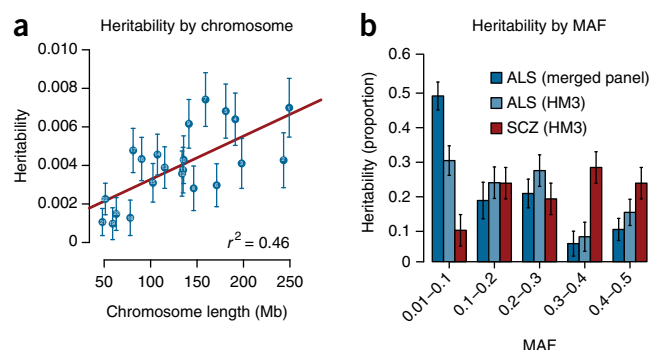 a
Heritability by chromosome
0.010
0.008
0.006
0.004
0.002
0
Heritability
r² = 0.46
50 100 150 200 250
Chromosome length (Mb)
b
Heritability by MAF
0.6
0.5
0.3
0.2
0.1
0
Heritability (proportion)
ALS (merged panel)
ALS (HM3)
SCZ (HM3)
0.01–0.1
0.1–0.2
0.2–0.3
0.3–0.4
0.4–0.5
MAF